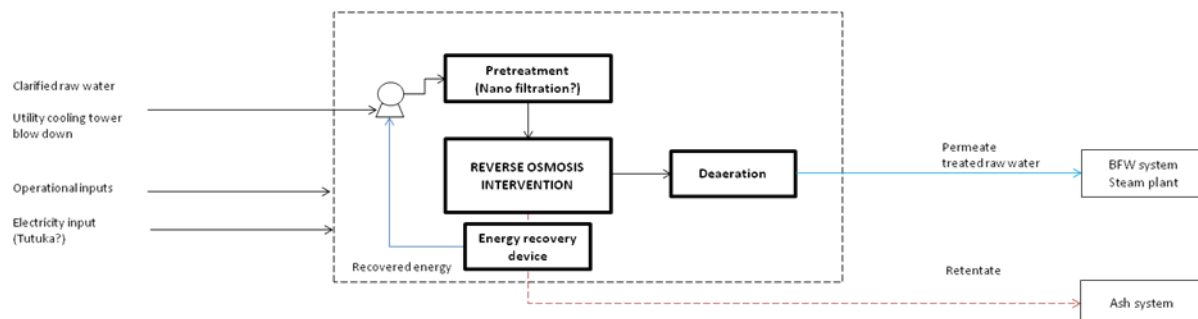 Clarified raw water
Utility cooling tower
blow down
Operational inputs
Electricity input
(Tutuka?)
Pretreatment
(Nano filtration?)
REVERSE OSMOSIS
INTERVENTION
Deaeration
Energy recovery
device
Recovered energy
Permeate
treated raw water
BFW system
Steam plant
Retentate
Ash system